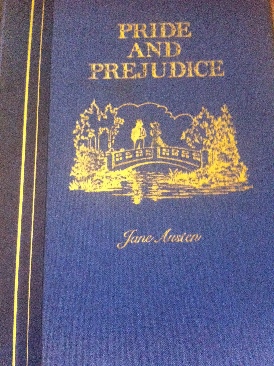 PRIDE
AND
PREJUDICE
Jane Austen